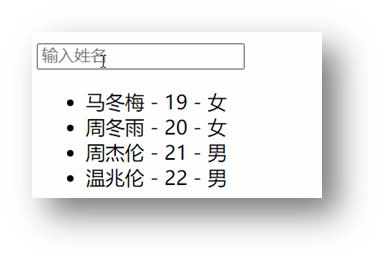 输入姓名
马冬梅 - 19 - 女
周冬雨 - 20 - 女
周杰伦 - 21 - 男
温兆伦 - 22 - 男